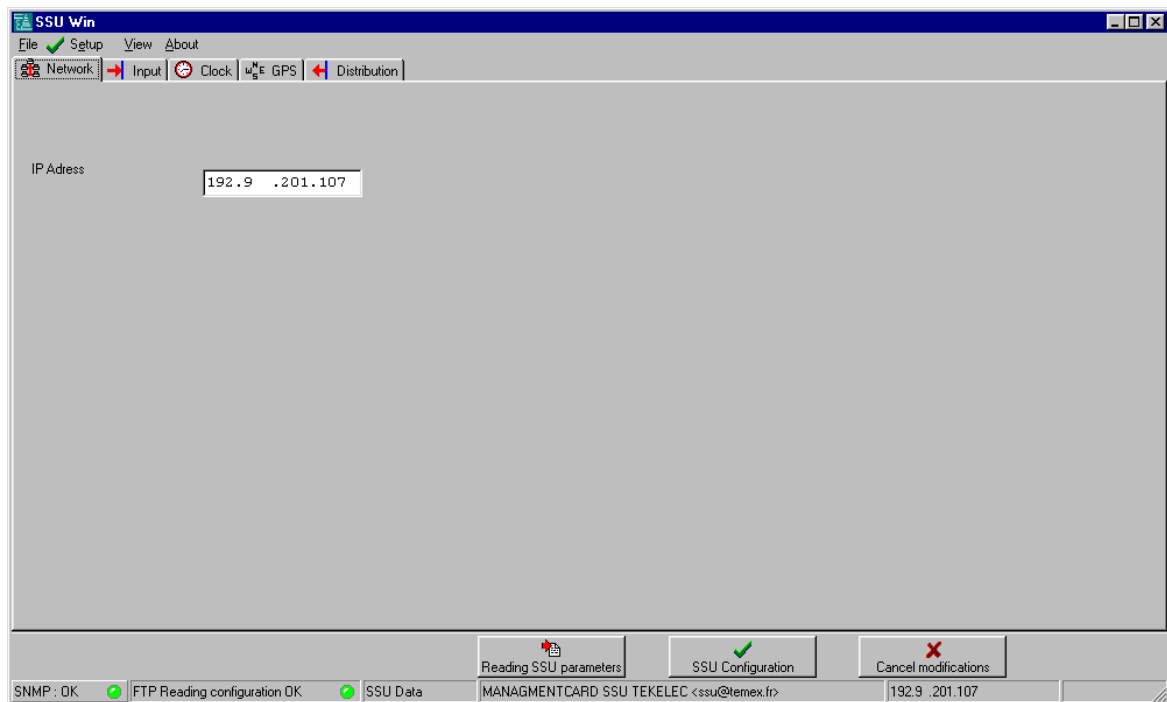 SSU Win
File Setup View About
Network Input Clock W N S E GPS Distribution
IP Adress
192.9 .201.107
Reading SSU parameters SSU Configuration Cancel modifications
SNMP : OK FTP Reading configuration OK SSU Data MANAGMENTCARD SSU TEKELEC <ssu@temex.fr> 192.9 .201.107